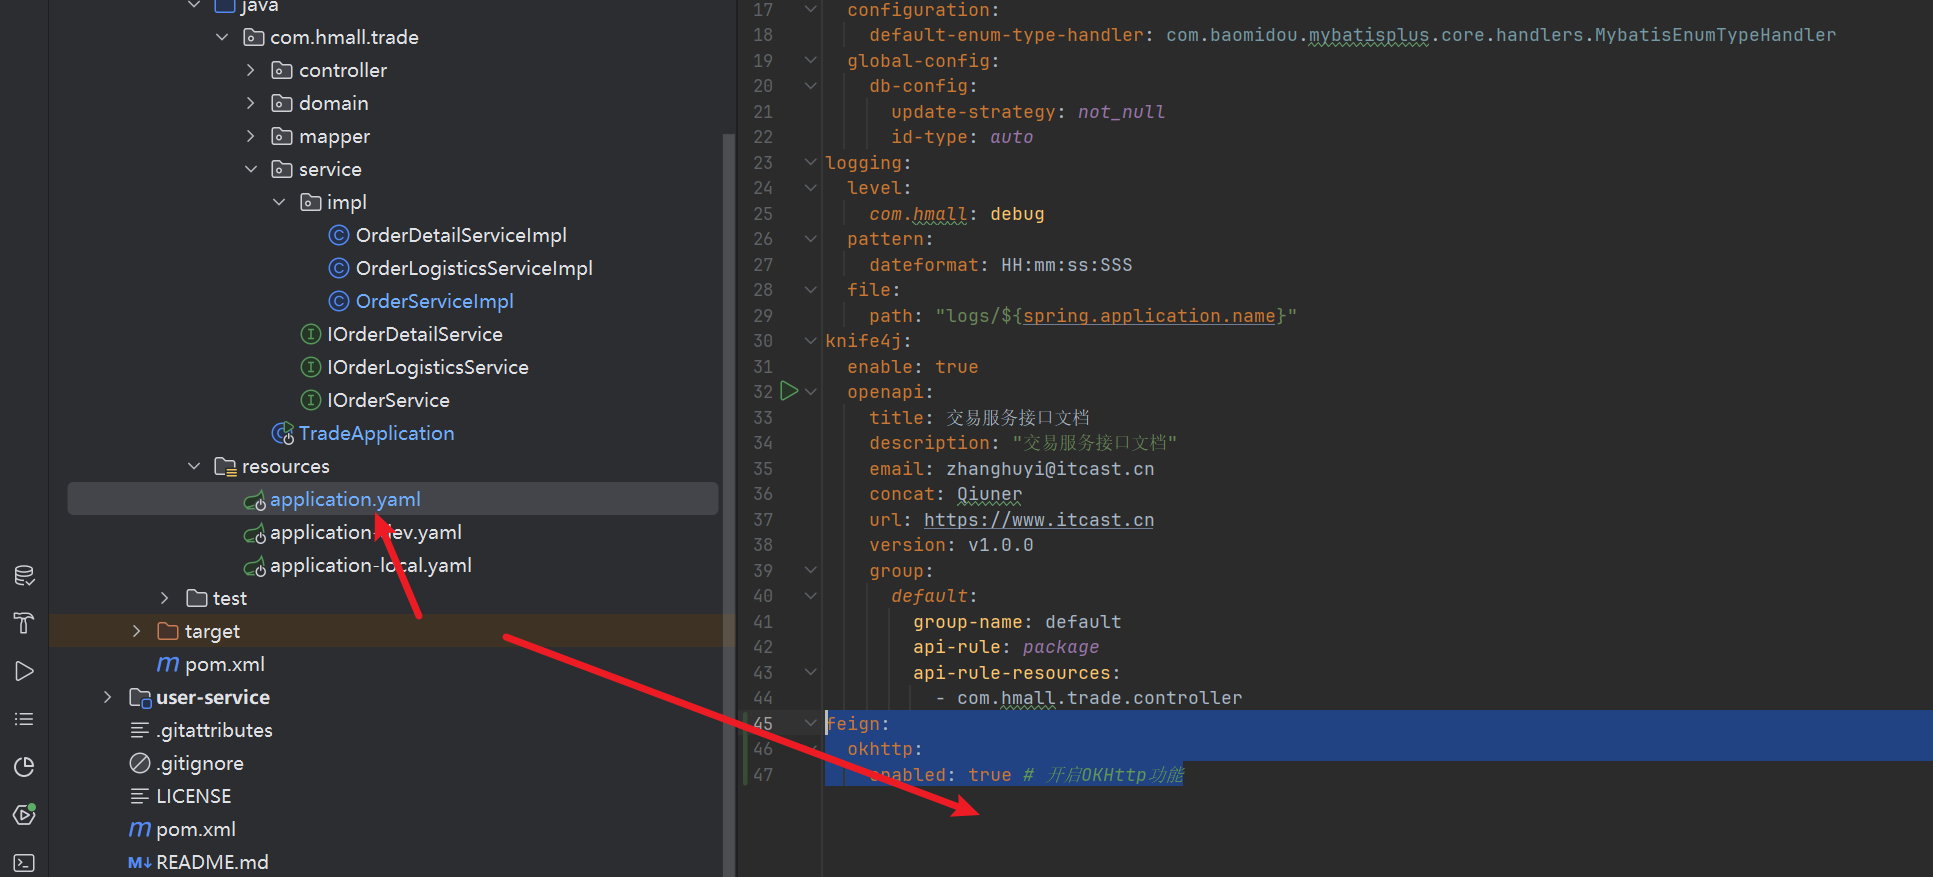 java
com.hmall.trade
controller
domain
mapper
service
impl
OrderDetailServiceImpl
OrderLogisticsServiceImpl
OrderServiceImpl
IOrderDetailService
IOrderLogisticsService
IOrderService
TradeApplication
resources
application.yaml
application-dev.yaml
application-local.yaml
test
target
pom.xml
user-service
.gitattributes
.gitignore
LICENSE
pom.xml
README.md
17 configuration:
18 default-enum-type-handler: com.baomidou.mybatisplus.core.handlers.MybatisEnumTypeHandler
19 global-config:
20 db-config:
21 update-strategy: not_null
22 id-type: auto
23 logging:
24 level:
25 com.hmall: debug
26 pattern:
27 dateformat: HH:mm:ss:SSS
28 file:
29 path: "logs/${spring.application.name}"
30 knife4j:
31 enable: true
32 openapi:
33 title: 交易服务接口文档
34 description: "交易服务接口文档"
35 email: zhanghuyi@itcast.cn
36 concat: Qiuner
37 url: https://www.itcast.cn
38 version: v1.0.0
39 group:
40 default:
41 group-name: default
42 api-rule: package
43 api-rule-resources:
44 - com.hmall.trade.controller
45 feign:
46 okhttp:
47 enabled: true # 开启OKHttp功能